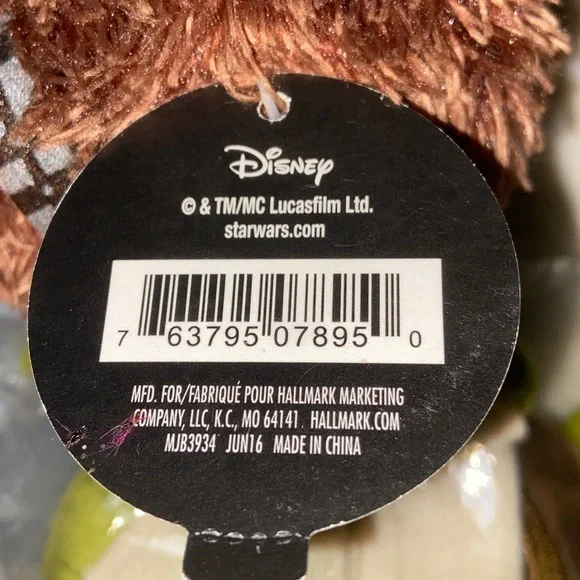 Disney
© & TM/MC Lucasfilm Ltd.
starwars.com
7 63795 07895 0
MFD. FOR/FABRIQUÉ POUR HALLMARK MARKETING
COMPANY, LLC, K.C., MO 64141 HALLMARK.COM
MJB3934 JUN16 MADE IN CHINA